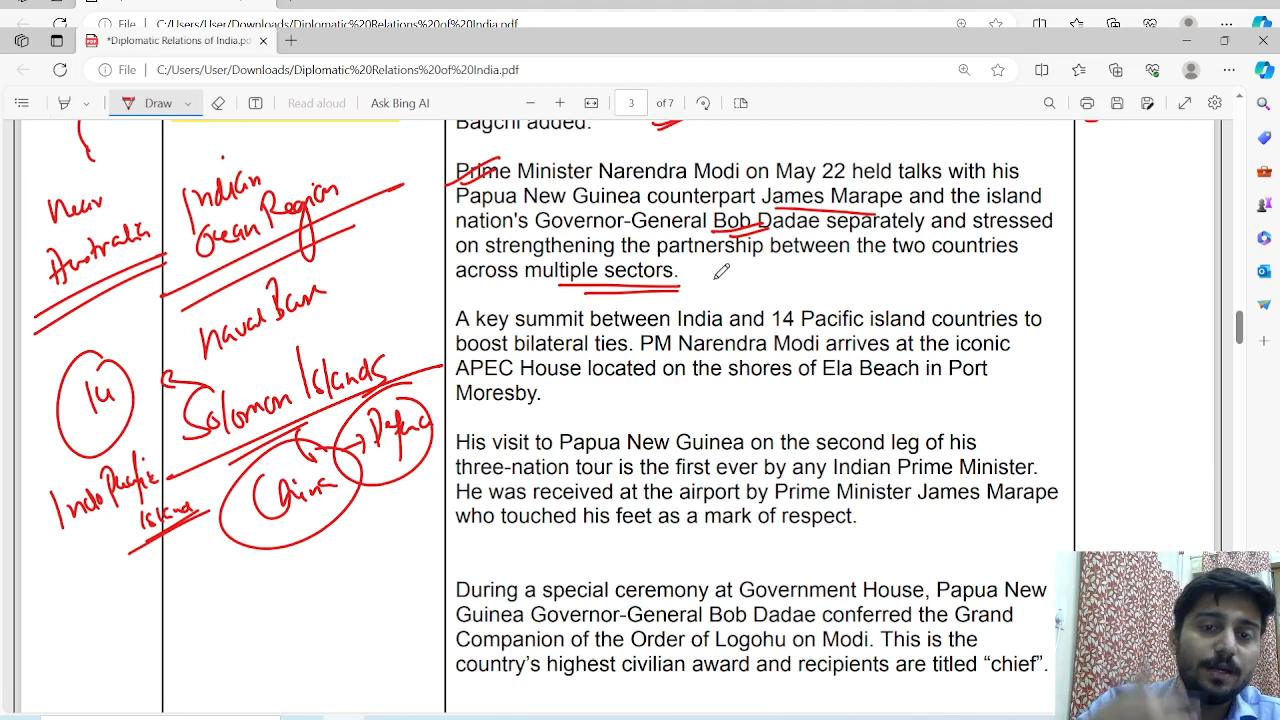 C:/Users/User/Downloads/Diplomatic%20Relations%20of%20India.pdf
*Diplomatic Relations of India.pd
File
C:/Users/User/Downloads/Diplomatic%20Relations%20of%20India.pdf
Draw
Read aloud
Ask Bing AI
3
of 7
Bagchi added.
Prime Minister Narendra Modi on May 22 held talks with his
Papua New Guinea counterpart James Marape and the island
nation's Governor-General Bob Dadae separately and stressed
on strengthening the partnership between the two countries
across multiple sectors.
A key summit between India and 14 Pacific island countries to
boost bilateral ties. PM Narendra Modi arrives at the iconic
APEC House located on the shores of Ela Beach in Port
Moresby.
His visit to Papua New Guinea on the second leg of his
three-nation tour is the first ever by any Indian Prime Minister.
He was received at the airport by Prime Minister James Marape
who touched his feet as a mark of respect.
During a special ceremony at Government House, Papua New
Guinea Governor-General Bob Dadae conferred the Grand
Companion of the Order of Logohu on Modi. This is the
country's highest civilian award and recipients are titled “chief”.
Near
Australia
Indian
Ocean Region
Naval Base
14
Solomon Islands
Defence
China
Indo Pacific
Island